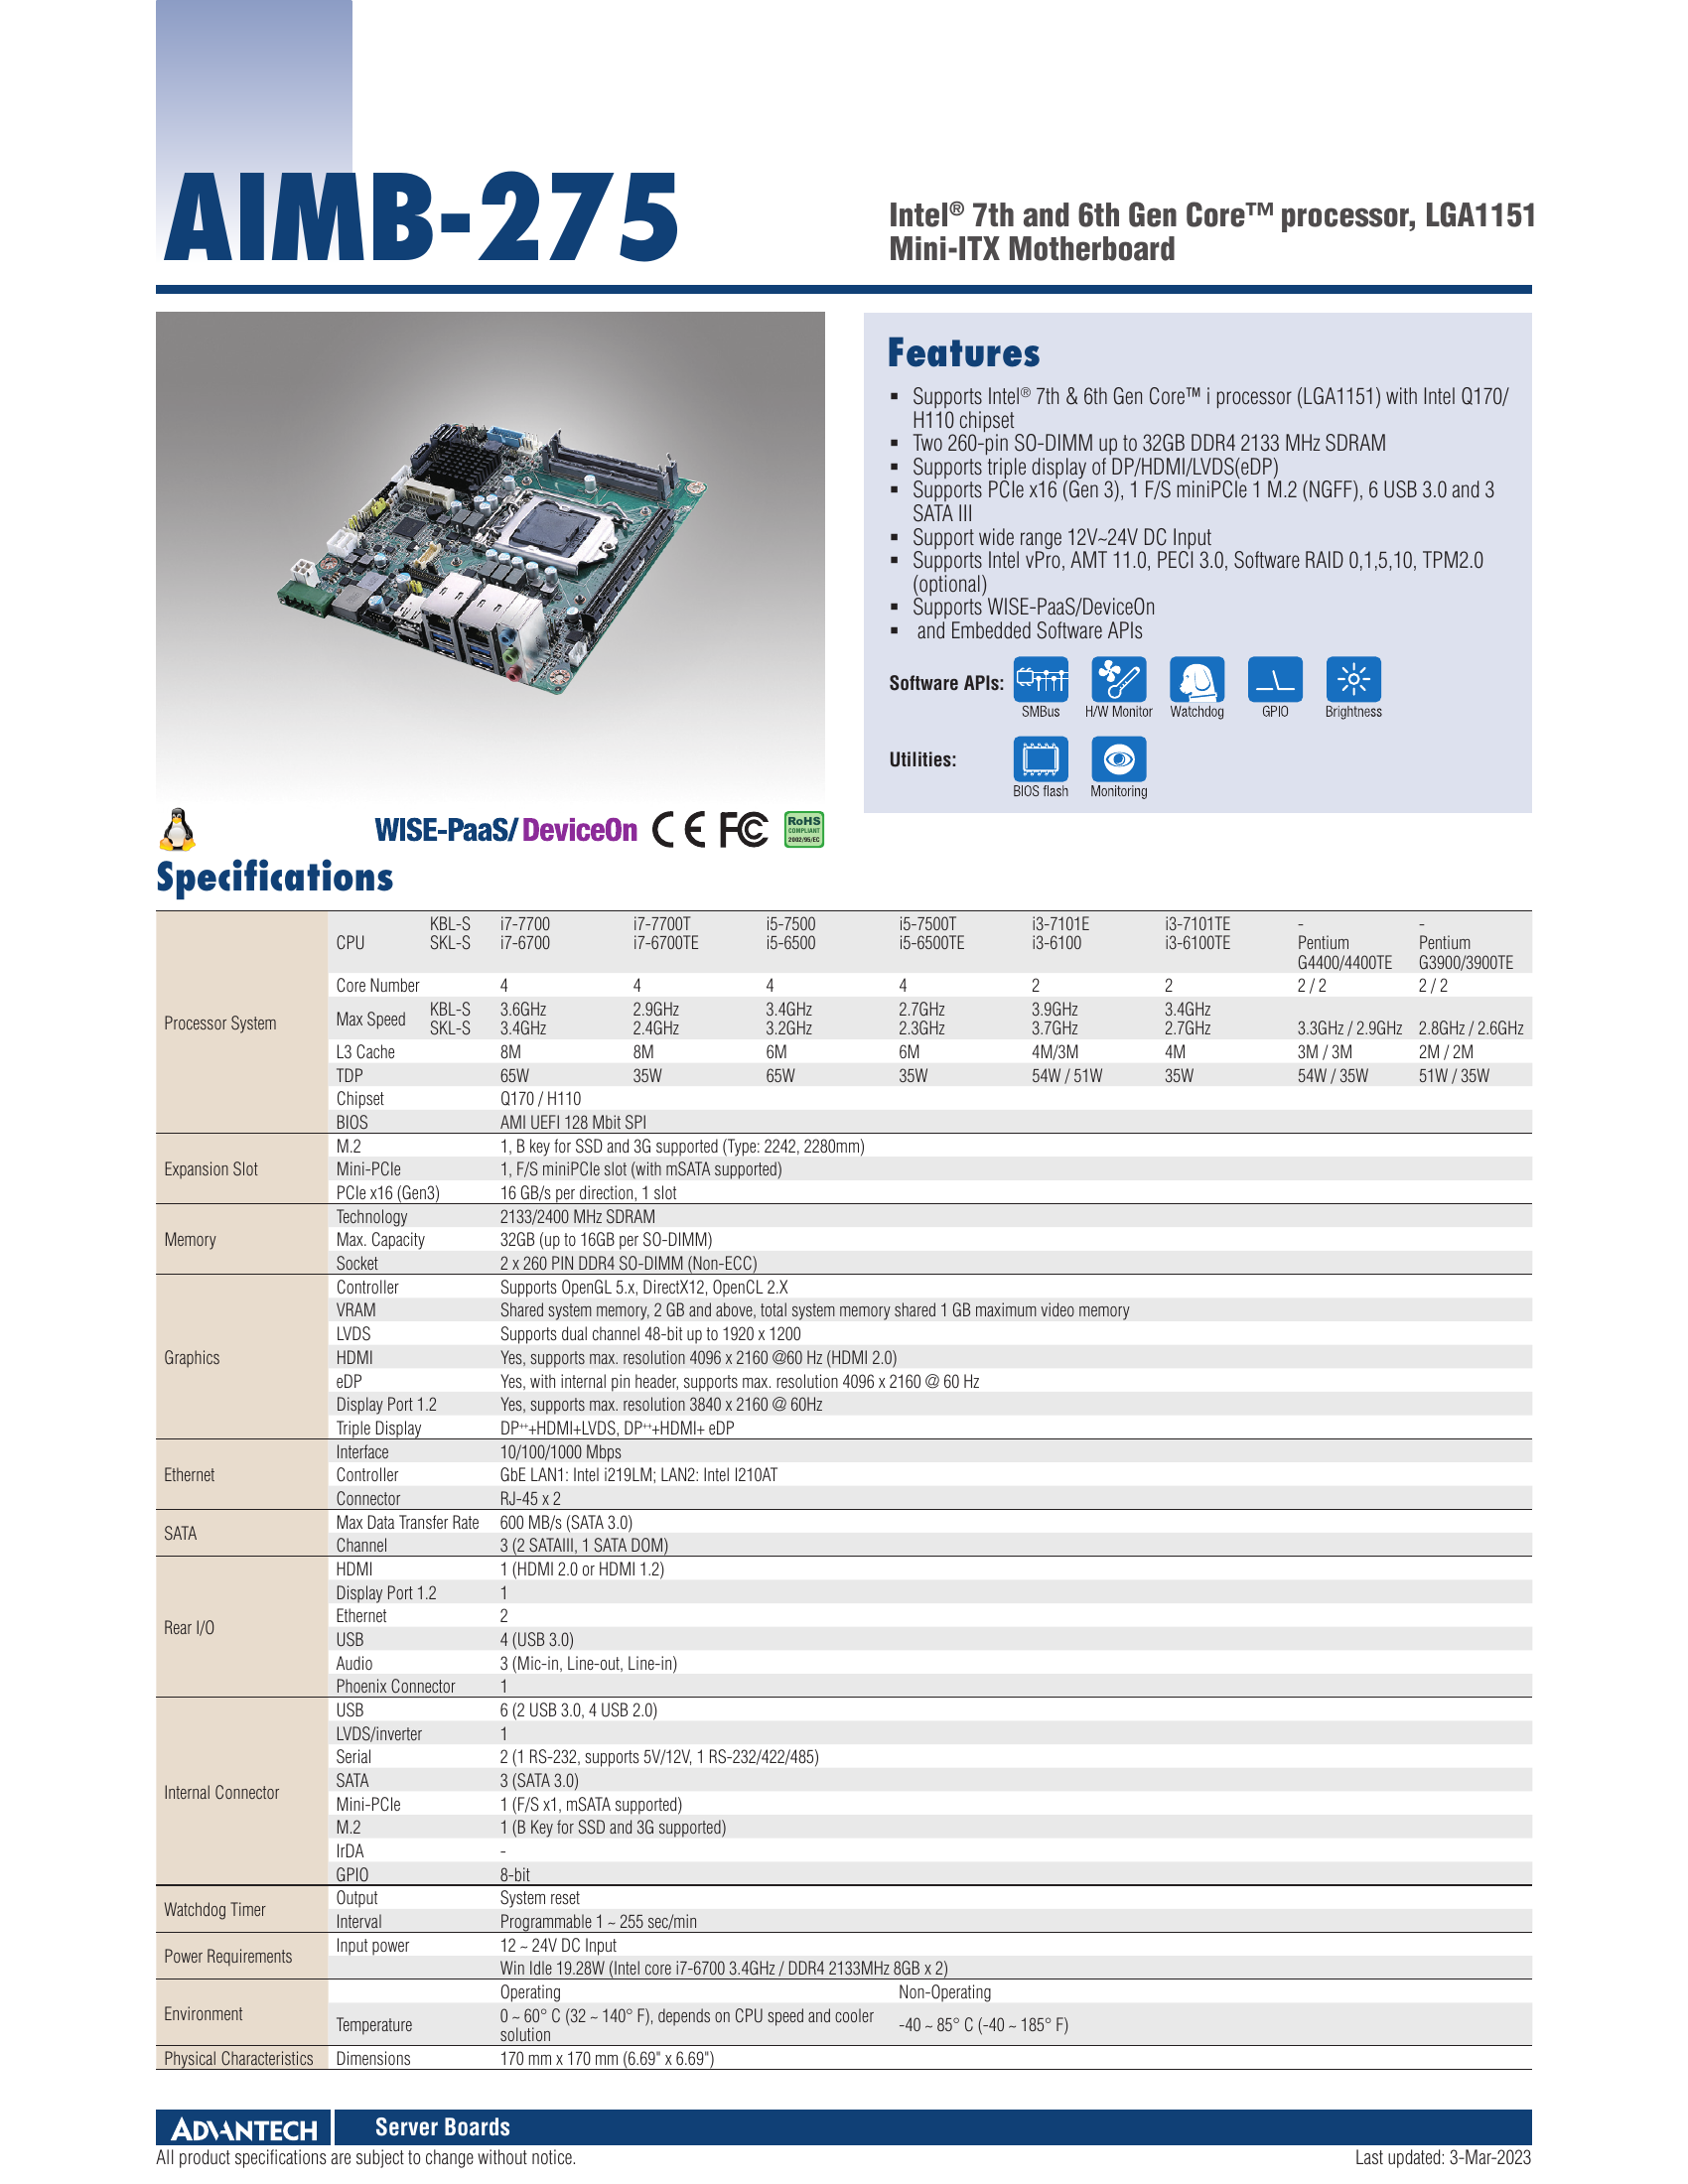 AIMB-275
Intel® 7th and 6th Gen Core™ processor, LGA1151
Mini-ITX Motherboard
Features
▪ Supports Intel® 7th & 6th Gen Core™ i processor (LGA1151) with Intel Q170/
H110 chipset
▪ Two 260-pin SO-DIMM up to 32GB DDR4 2133 MHz SDRAM
▪ Supports triple display of DP/HDMI/LVDS(eDP)
▪ Supports PCIe x16 (Gen 3), 1 F/S miniPCIe 1 M.2 (NGFF), 6 USB 3.0 and 3
SATA III
▪ Support wide range 12V~24V DC Input
▪ Supports Intel vPro, AMT 11.0, PECI 3.0, Software RAID 0,1,5,10, TPM2.0
(optional)
▪ Supports WISE-PaaS/DeviceOn
▪ and Embedded Software APIs
Software APIs:
SMBus H/W Monitor Watchdog GPIO Brightness
Utilities:
BIOS flash Monitoring
WISE-PaaS/DeviceOn CE FC RoHS
COMPLIANT
2002/95/EC
Specifications
Processor System
CPU KBL-S i7-7700 i7-7700T i5-7500 i5-7500T i3-7101E i3-7101TE - -
SKL-S i7-6700 i7-6700TE i5-6500 i5-6500TE i3-6100 i3-6100TE Pentium Pentium
G4400/4400TE G3900/3900TE
Core Number 4 4 4 4 2 2 2 / 2 2 / 2
Max Speed KBL-S 3.6GHz 2.9GHz 3.4GHz 2.7GHz 3.9GHz 3.4GHz
SKL-S 3.4GHz 2.4GHz 3.2GHz 2.3GHz 3.7GHz 2.7GHz 3.3GHz / 2.9GHz 2.8GHz / 2.6GHz
L3 Cache 8M 8M 6M 6M 4M/3M 4M 3M / 3M 2M / 2M
TDP 65W 35W 65W 35W 54W / 51W 35W 54W / 35W 51W / 35W
Chipset Q170 / H110
BIOS AMI UEFI 128 Mbit SPI
Expansion Slot
M.2 1, B key for SSD and 3G supported (Type: 2242, 2280mm)
Mini-PCIe 1, F/S miniPCIe slot (with mSATA supported)
PCIe x16 (Gen3) 16 GB/s per direction, 1 slot
Memory
Technology 2133/2400 MHz SDRAM
Max. Capacity 32GB (up to 16GB per SO-DIMM)
Socket 2 x 260 PIN DDR4 SO-DIMM (Non-ECC)
Graphics
Controller Supports OpenGL 5.x, DirectX12, OpenCL 2.X
VRAM Shared system memory, 2 GB and above, total system memory shared 1 GB maximum video memory
LVDS Supports dual channel 48-bit up to 1920 x 1200
HDMI Yes, supports max. resolution 4096 x 2160 @60 Hz (HDMI 2.0)
eDP Yes, with internal pin header, supports max. resolution 4096 x 2160 @ 60 Hz
Display Port 1.2 Yes, supports max. resolution 3840 x 2160 @ 60Hz
Triple Display DP⁺⁺+HDMI+LVDS, DP⁺⁺+HDMI+ eDP
Ethernet
Interface 10/100/1000 Mbps
Controller GbE LAN1: Intel i219LM; LAN2: Intel I210AT
Connector RJ-45 x 2
SATA
Max Data Transfer Rate 600 MB/s (SATA 3.0)
Channel 3 (2 SATAIII, 1 SATA DOM)
Rear I/O
HDMI 1 (HDMI 2.0 or HDMI 1.2)
Display Port 1.2 1
Ethernet 2
USB 4 (USB 3.0)
Audio 3 (Mic-in, Line-out, Line-in)
Phoenix Connector 1
Internal Connector
USB 6 (2 USB 3.0, 4 USB 2.0)
LVDS/inverter 1
Serial 2 (1 RS-232, supports 5V/12V, 1 RS-232/422/485)
SATA 3 (SATA 3.0)
Mini-PCIe 1 (F/S x1, mSATA supported)
M.2 1 (B Key for SSD and 3G supported)
IrDA -
GPIO 8-bit
Watchdog Timer
Output System reset
Interval Programmable 1 ~ 255 sec/min
Power Requirements
Input power 12 ~ 24V DC Input
Win Idle 19.28W (Intel core i7-6700 3.4GHz / DDR4 2133MHz 8GB x 2)
Environment
Operating Non-Operating
Temperature 0 ~ 60° C (32 ~ 140° F), depends on CPU speed and cooler
solution -40 ~ 85° C (-40 ~ 185° F)
Physical Characteristics Dimensions 170 mm x 170 mm (6.69" x 6.69")
ADVANTECH Server Boards
All product specifications are subject to change without notice. Last updated: 3-Mar-2023